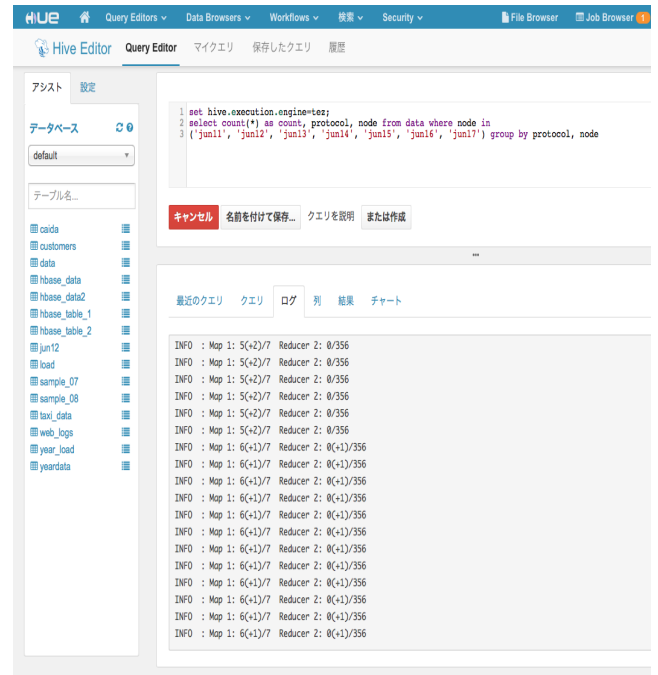 HUE Query Editors Data Browsers Workflows 検索 Security File Browser Job Browser 1
Hive Editor Query Editor マイクエリ 保存したクエリ 履歴
アシスト 設定
データベース
default
テーブル名...
caida
customers
data
hbase_data
hbase_data2
hbase_table_1
hbase_table_2
jun12
load
sample_07
sample_08
taxi_data
web_logs
year_load
yeardata
1 set hive.execution.engine=tez;
2 select count(*) as count, protocol, node from data where node in
3 ('jun11', 'jun12', 'jun13', 'jun14', 'jun15', 'jun16', 'jun17') group by protocol, node
キャンセル 名前を付けて保存... クエリを説明 または作成
最近のクエリ クエリ ログ 列 結果 チャート
INFO : Map 1: 5(+2)/7 Reducer 2: 0/356
INFO : Map 1: 5(+2)/7 Reducer 2: 0/356
INFO : Map 1: 5(+2)/7 Reducer 2: 0/356
INFO : Map 1: 5(+2)/7 Reducer 2: 0/356
INFO : Map 1: 5(+2)/7 Reducer 2: 0/356
INFO : Map 1: 5(+2)/7 Reducer 2: 0/356
INFO : Map 1: 6(+1)/7 Reducer 2: 0(+1)/356
INFO : Map 1: 6(+1)/7 Reducer 2: 0(+1)/356
INFO : Map 1: 6(+1)/7 Reducer 2: 0(+1)/356
INFO : Map 1: 6(+1)/7 Reducer 2: 0(+1)/356
INFO : Map 1: 6(+1)/7 Reducer 2: 0(+1)/356
INFO : Map 1: 6(+1)/7 Reducer 2: 0(+1)/356
INFO : Map 1: 6(+1)/7 Reducer 2: 0(+1)/356
INFO : Map 1: 6(+1)/7 Reducer 2: 0(+1)/356
INFO : Map 1: 6(+1)/7 Reducer 2: 0(+1)/356
INFO : Map 1: 6(+1)/7 Reducer 2: 0(+1)/356
INFO : Map 1: 6(+1)/7 Reducer 2: 0(+1)/356
INFO : Map 1: 6(+1)/7 Reducer 2: 0(+1)/356